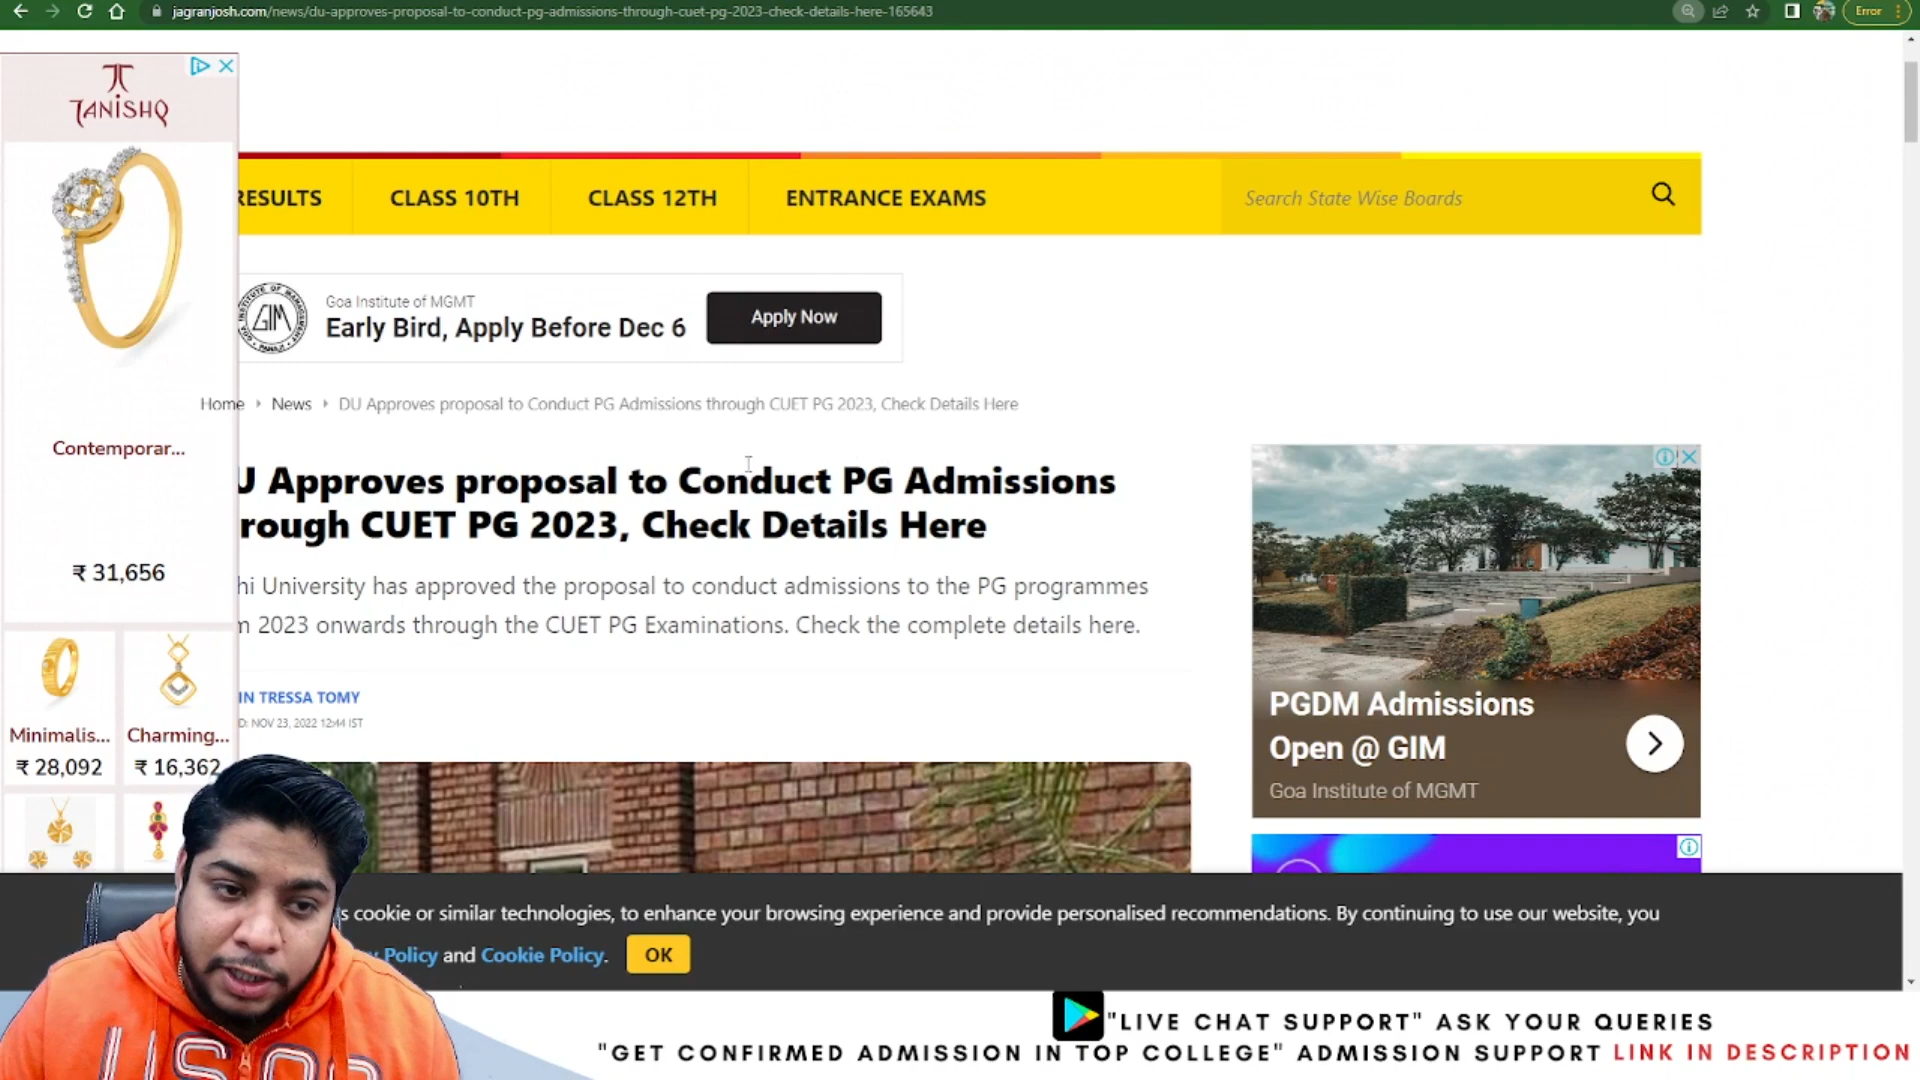 jagranjosh.com/news/du-approves-proposal-to-conduct-pg-admissions-through-cuet-pg-2023-check-details-here-165643
Error
TANISHQ
RESULTS
CLASS 10TH
CLASS 12TH
ENTRANCE EXAMS
Search State Wise Boards
GIM
Goa Institute of MGMT
Early Bird, Apply Before Dec 6
Apply Now
Home
News
DU Approves proposal to Conduct PG Admissions through CUET PG 2023, Check Details Here
Contemporar...
₹ 31,656
U Approves proposal to Conduct PG Admissions
rough CUET PG 2023, Check Details Here
hi University has approved the proposal to conduct admissions to the PG programmes
m 2023 onwards through the CUET PG Examinations. Check the complete details here.
IN TRESSA TOMY
D: NOV 23, 2022 12:44 IST
Minimalis...
₹ 28,092
Charming...
₹ 16,362
PGDM Admissions
Open @ GIM
Goa Institute of MGMT
s cookie or similar technologies, to enhance your browsing experience and provide personalised recommendations. By continuing to use our website, you
y Policy and Cookie Policy.
OK
"LIVE CHAT SUPPORT" ASK YOUR QUERIES
"GET CONFIRMED ADMISSION IN TOP COLLEGE" ADMISSION SUPPORT LINK IN DESCRIPTION